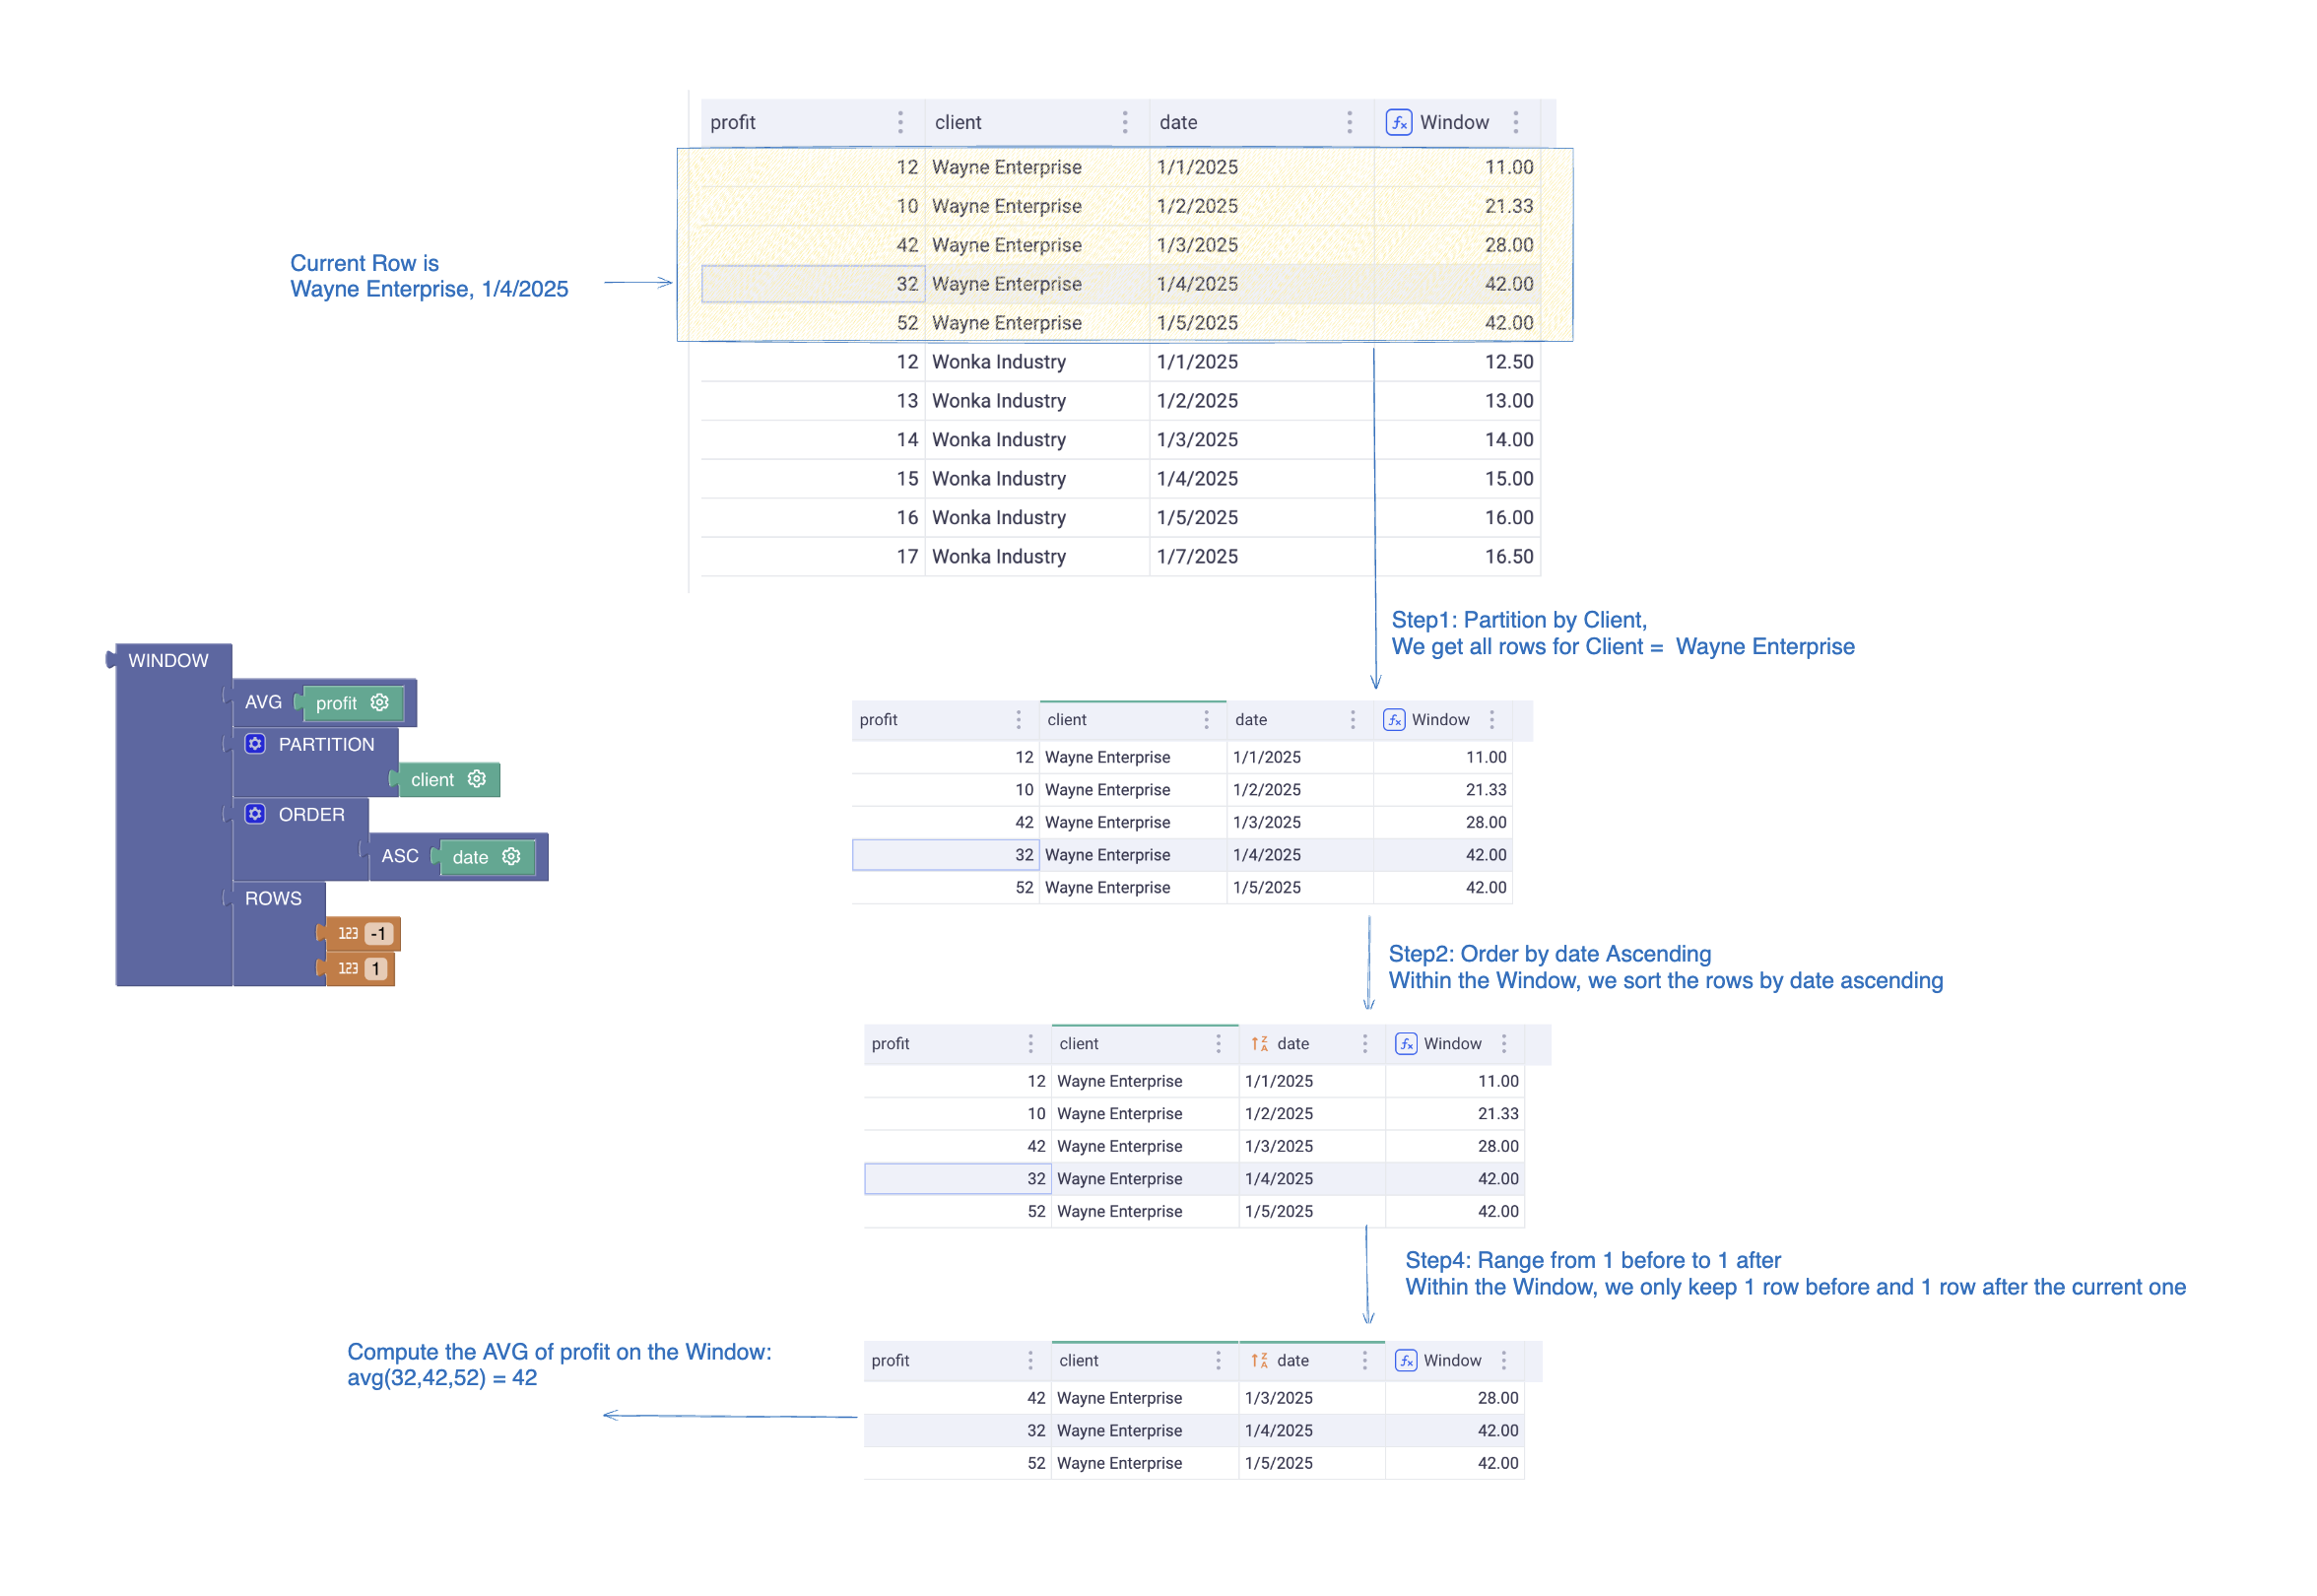 profit client date fx Window
12 Wayne Enterprise 1/1/2025 11.00
10 Wayne Enterprise 1/2/2025 21.33
42 Wayne Enterprise 1/3/2025 28.00
Current Row is
Wayne Enterprise, 1/4/2025
32 Wayne Enterprise 1/4/2025 42.00
52 Wayne Enterprise 1/5/2025 42.00
12 Wonka Industry 1/1/2025 12.50
13 Wonka Industry 1/2/2025 13.00
14 Wonka Industry 1/3/2025 14.00
15 Wonka Industry 1/4/2025 15.00
16 Wonka Industry 1/5/2025 16.00
17 Wonka Industry 1/7/2025 16.50
Step1: Partition by Client,
We get all rows for Client = Wayne Enterprise
WINDOW
AVG profit
PARTITION
client
ORDER
ASC date
ROWS
123 -1
123 1
profit client date fx Window
12 Wayne Enterprise 1/1/2025 11.00
10 Wayne Enterprise 1/2/2025 21.33
42 Wayne Enterprise 1/3/2025 28.00
32 Wayne Enterprise 1/4/2025 42.00
52 Wayne Enterprise 1/5/2025 42.00
Step2: Order by date Ascending
Within the Window, we sort the rows by date ascending
profit client ZA date fx Window
12 Wayne Enterprise 1/1/2025 11.00
10 Wayne Enterprise 1/2/2025 21.33
42 Wayne Enterprise 1/3/2025 28.00
32 Wayne Enterprise 1/4/2025 42.00
52 Wayne Enterprise 1/5/2025 42.00
Step4: Range from 1 before to 1 after
Within the Window, we only keep 1 row before and 1 row after the current one
Compute the AVG of profit on the Window:
avg(32,42,52) = 42
profit client ZA date fx Window
42 Wayne Enterprise 1/3/2025 28.00
32 Wayne Enterprise 1/4/2025 42.00
52 Wayne Enterprise 1/5/2025 42.00